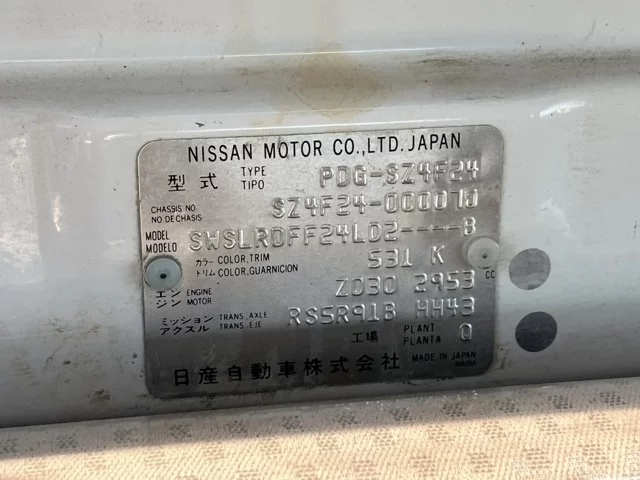 NISSAN MOTOR CO.,LTD. JAPAN
型式 TYPE TIPO PDG-SZ4F24
CHASSIS NO NO DE CHASIS SZ4F24-000070
MODEL MODELO SWSLRDFF24LD2----B
カラー COLOR, TRIM トリム COLOR, GUARNICION 531 K
エンジン ENGINE MOTOR ZD30 2953 CC
ミッション TRANS. AXLE アクスル TRANS. EJE RS5R91B HH43
工場 PLANT PLANTA Q
日産自動車株式会社 MADE IN JAPAN